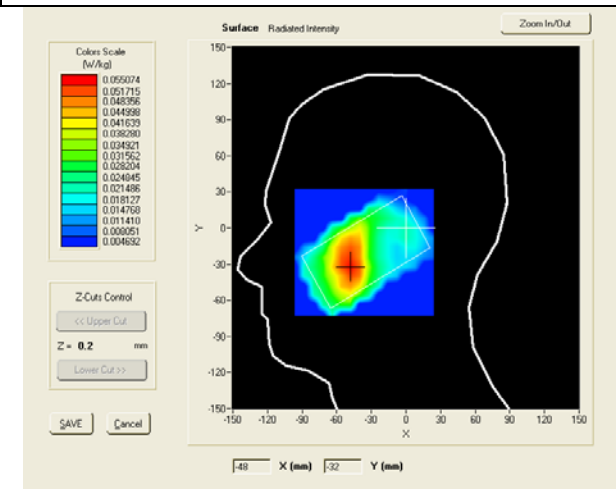 Surface Radiated Intensity
Zoom In/Out
Colors Scale
(W/kg)
0.055074
0.051715
0.048356
0.044998
0.041639
0.038280
0.034921
0.031562
0.028204
0.024845
0.021486
0.018127
0.014768
0.011410
0.008051
0.004692
Z-Cuts Control
<< Upper Cut
Z = 0.2 mm
Lower Cut >>
SAVE Cancel
150
120
90
60
30
0
-30
-60
-90
-120
-150
Y
-150 -120 -90 -60 -30 0 30 60 90 120 150
X
-48 X (mm) -32 Y (mm)